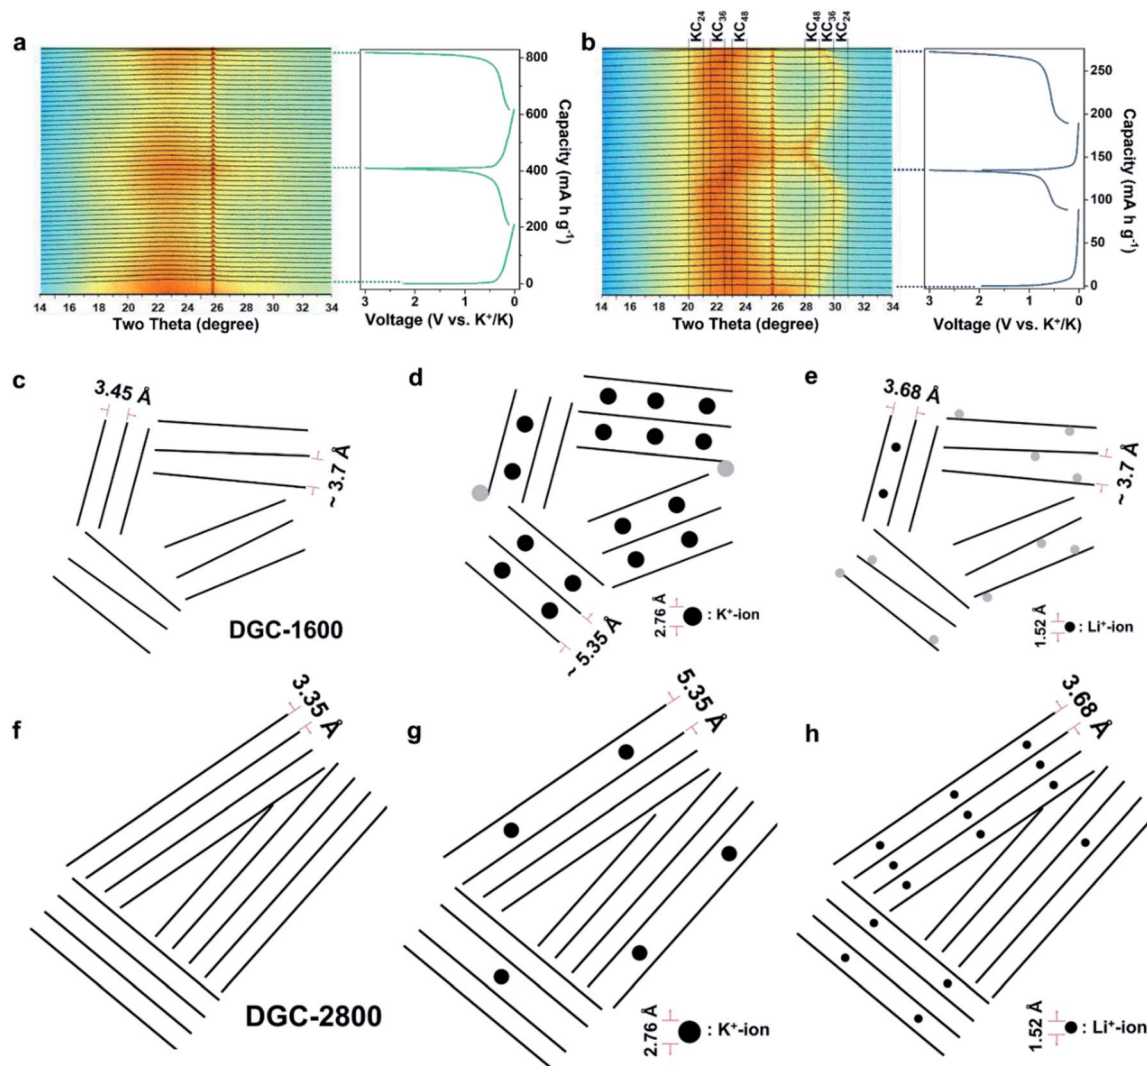 a
14 16 18 20 22 24 26 28 30 32 34
Two Theta (degree)
800
600
400
200
0
Capacity (mA h g⁻¹)
3 2 1 0
Voltage (V vs. K⁺/K)
b
KC₂₄
KC₃₆
KC₄₈
KC₄₈
KC₃₆
KC₂₄
14 16 18 20 22 24 26 28 30 32 34
Two Theta (degree)
250
200
150
100
50
0
Capacity (mA h g⁻¹)
3 2 1 0
Voltage (V vs. K⁺/K)
c
3.45 Å
~ 3.7 Å
DGC-1600
d
~ 5.35 Å
2.76 Å
: K⁺-ion
e
3.68 Å
~ 3.7 Å
1.52 Å
: Li⁺-ion
f
3.35 Å
DGC-2800
g
5.35 Å
2.76 Å
: K⁺-ion
h
3.68 Å
1.52 Å
: Li⁺-ion